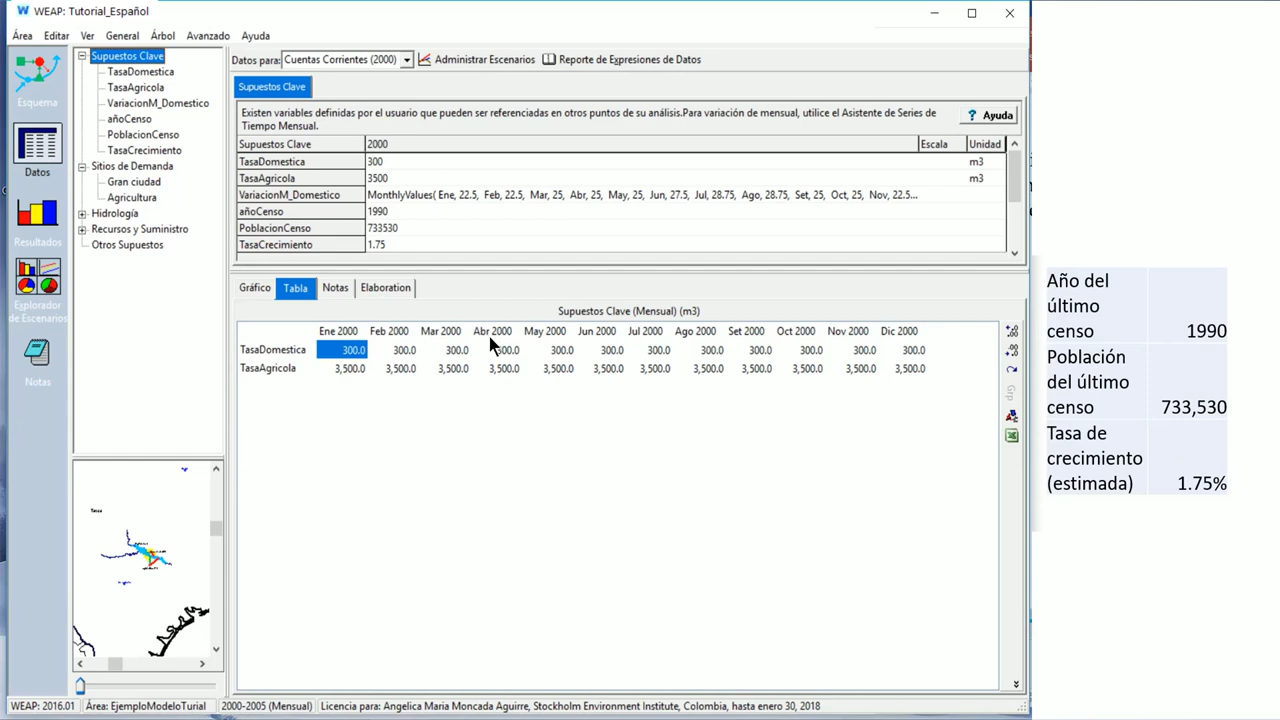 WEAP: Tutorial_Español
Área Editar Ver General Árbol Avanzado Ayuda
Esquema
Datos
Resultados
Explorador
de Escenarios
Notas
Supuestos Clave
TasaDomestica
TasaAgricola
VariacionM_Domestico
añoCenso
PoblacionCenso
TasaCrecimiento
Sitios de Demanda
Gran ciudad
Agricultura
Hidrología
Recursos y Suministro
Otros Supuestos
Datos para: Cuentas Corrientes (2000) Administrar Escenarios Reporte de Expresiones de Datos
Supuestos Clave
Existen variables definidas por el usuario que pueden ser referenciadas en otros puntos de su análisis.Para variación de mensual, utilice el Asistente de Series de
Tiempo Mensual.
? Ayuda
Supuestos Clave 2000 Escala Unidad
TasaDomestica 300 m3
TasaAgricola 3500 m3
VariacionM_Domestico MonthlyValues( Ene, 22.5, Feb, 22.5, Mar, 25, Abr, 25, May, 25, Jun, 27.5, Jul, 28.75, Ago, 28.75, Set, 25, Oct, 25, Nov, 22.5...
añoCenso 1990
PoblacionCenso 733530
TasaCrecimiento 1.75
Gráfico Tabla Notas Elaboration
Supuestos Clave (Mensual) (m3)
Ene 2000 Feb 2000 Mar 2000 Abr 2000 May 2000 Jun 2000 Jul 2000 Ago 2000 Set 2000 Oct 2000 Nov 2000 Dic 2000
TasaDomestica 300.0 300.0 300.0 300.0 300.0 300.0 300.0 300.0 300.0 300.0 300.0 300.0
TasaAgricola 3,500.0 3,500.0 3,500.0 3,500.0 3,500.0 3,500.0 3,500.0 3,500.0 3,500.0 3,500.0 3,500.0 3,500.0
Grp
WEAP: 2016.01 Área: EjemploModeloTurial 2000-2005 (Mensual) Licencia para: Angelica Maria Moncada Aguirre, Stockholm Environment Institute, Colombia, hasta enero 30, 2018
Año del
último
censo 1990
Población
del último
censo 733,530
Tasa de
crecimiento
(estimada) 1.75%